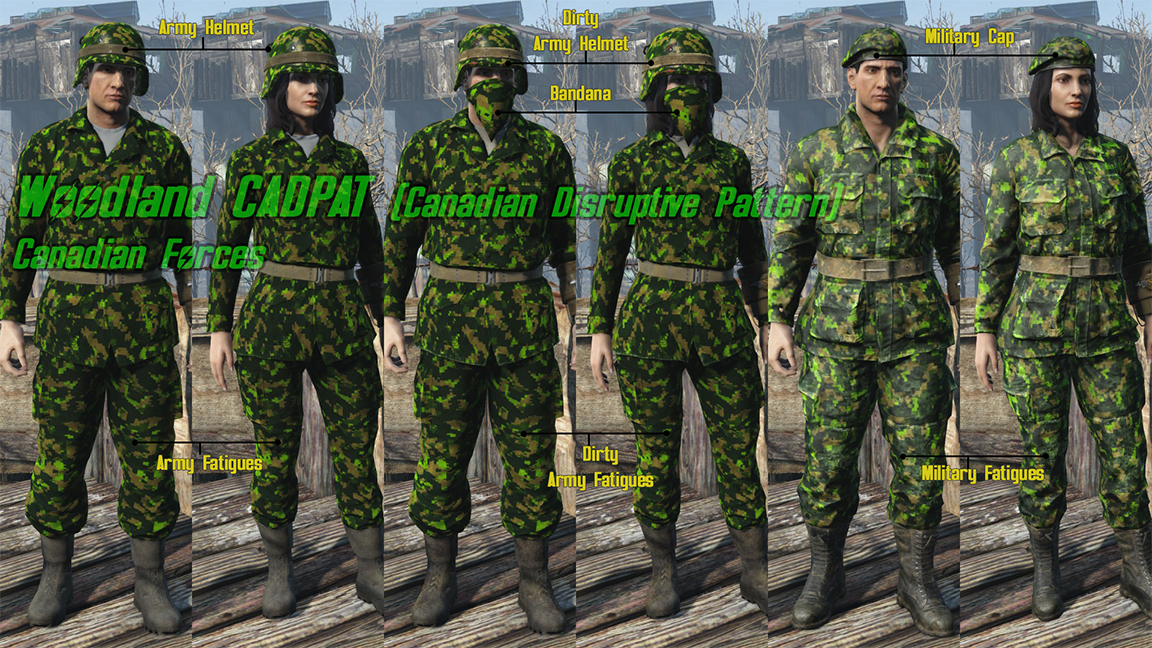 Army Helmet
Dirty
Army Helmet
Military Cap
Bandana
Woodland CADPAT (Canadian Disruptive Pattern)
Canadian Forces
Army Fatigues
Dirty
Army Fatigues
Military Fatigues